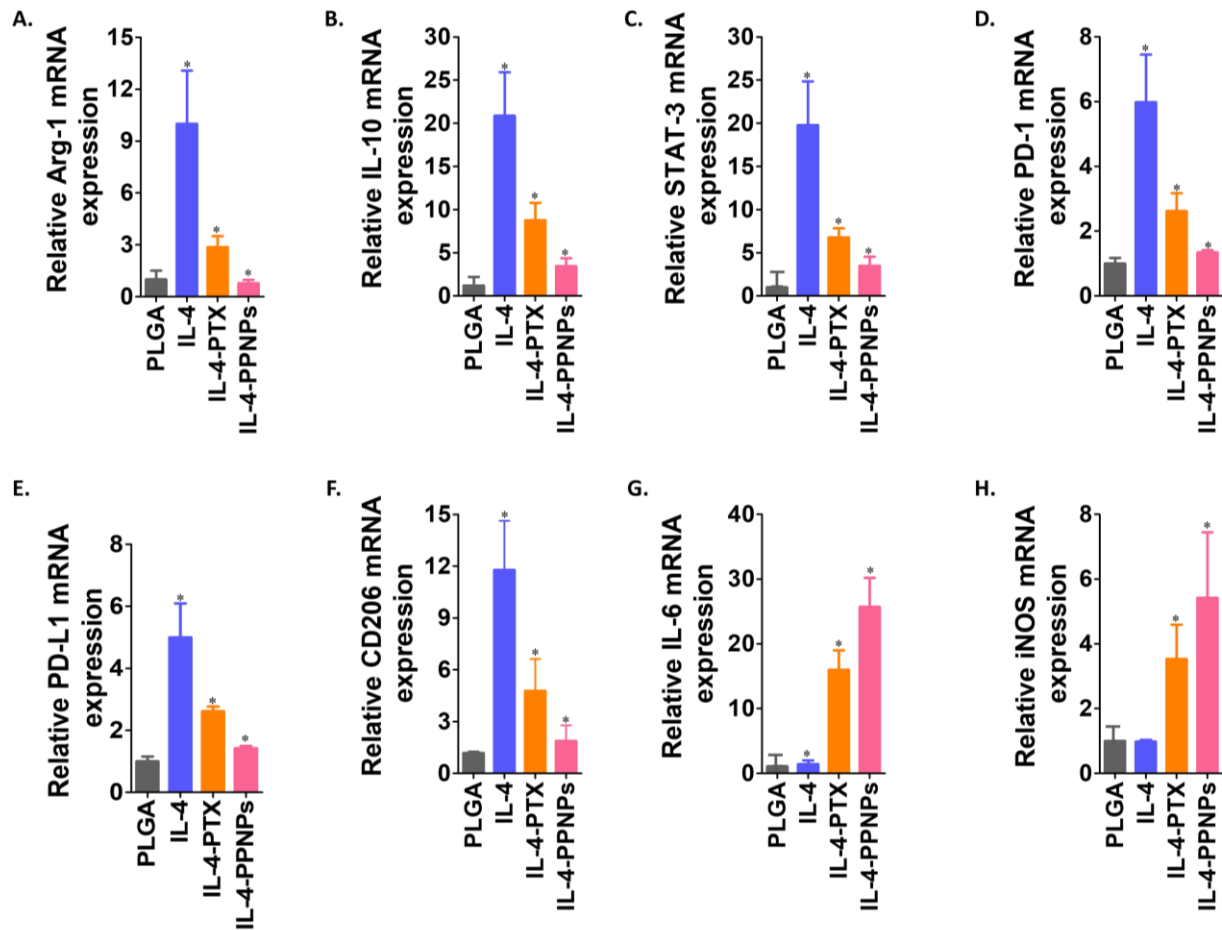 A.
Relative Arg-1 mRNA
expression
15
12
9
6
3
0
*
*
*
PLGA
IL-4
IL-4-PTX
IL-4-PPNPs
B.
Relative IL-10 mRNA
expression
30
25
20
15
10
5
0
*
*
*
PLGA
IL-4
IL-4-PTX
IL-4-PPNPs
C.
Relative STAT-3 mRNA
expression
30
25
20
15
10
5
0
*
*
*
PLGA
IL-4
IL-4-PTX
IL-4-PPNPs
D.
Relative PD-1 mRNA
expression
8
6
4
2
0
*
*
*
PLGA
IL-4
IL-4-PTX
IL-4-PPNPs
E.
Relative PD-L1 mRNA
expression
8
6
4
2
0
*
*
*
PLGA
IL-4
IL-4-PTX
IL-4-PPNPs
F.
Relative CD206 mRNA
expression
15
12
9
6
3
0
*
*
*
PLGA
IL-4
IL-4-PTX
IL-4-PPNPs
G.
Relative IL-6 mRNA
expression
40
30
20
10
0
*
*
*
PLGA
IL-4
IL-4-PTX
IL-4-PPNPs
H.
Relative iNOS mRNA
expression
8
6
4
2
0
*
*
PLGA
IL-4
IL-4-PTX
IL-4-PPNPs